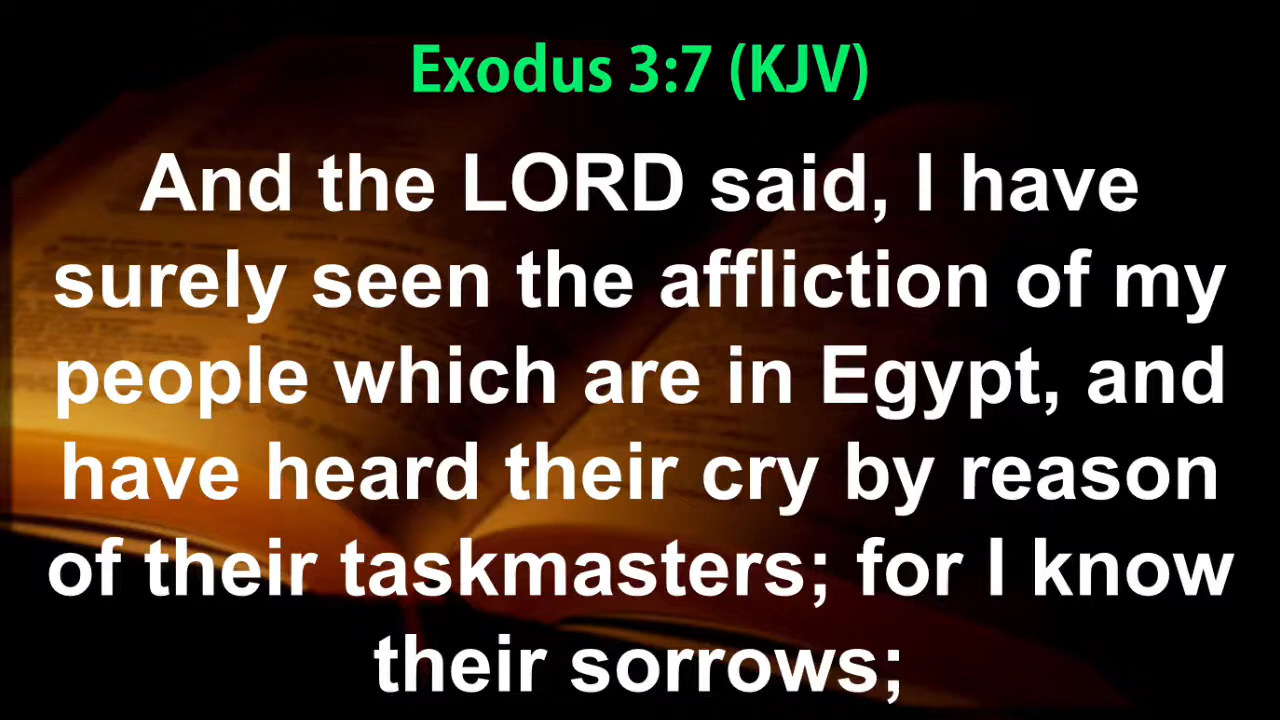 Exodus 3:7 (KJV)
And the LORD said, I have
surely seen the affliction of my
people which are in Egypt, and
have heard their cry by reason
of their taskmasters; for I know
their sorrows;